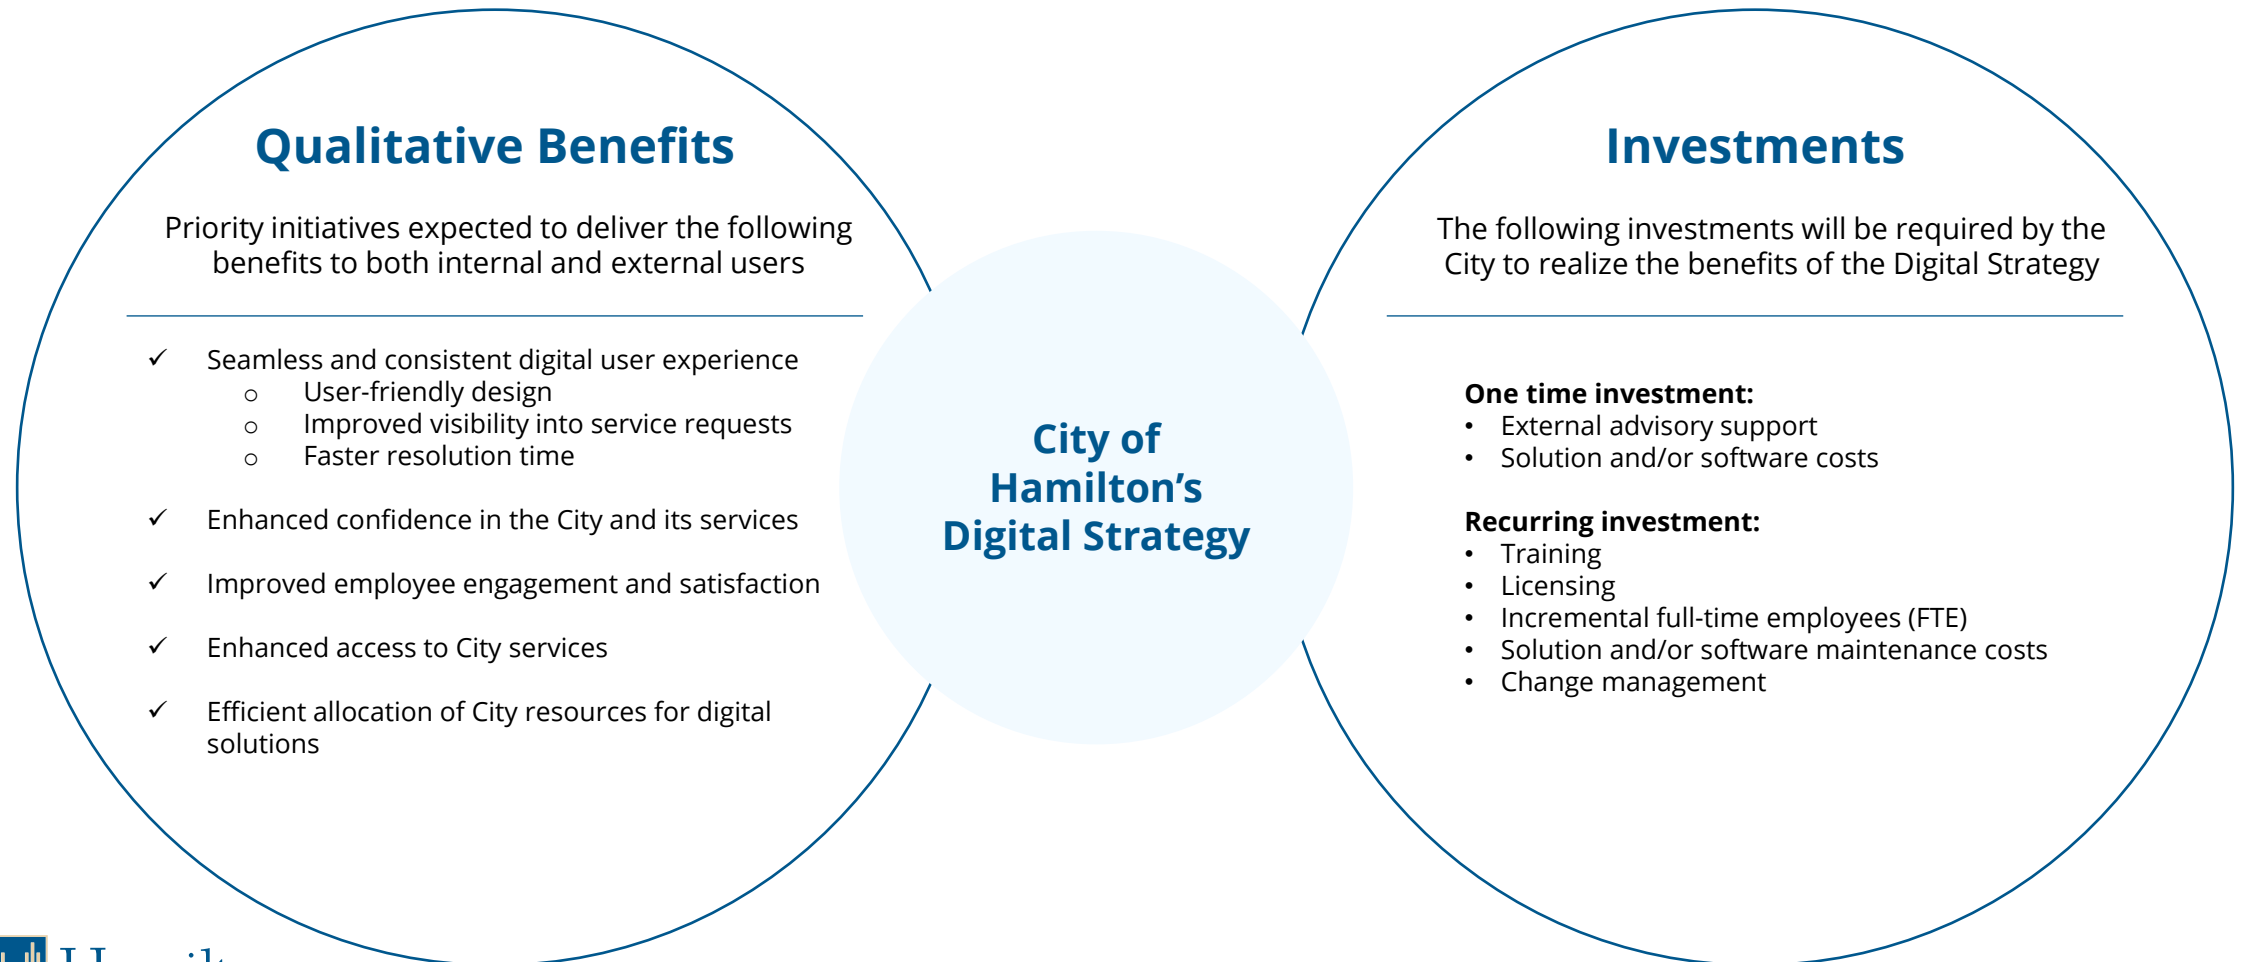 Qualitative Benefits
Priority initiatives expected to deliver the following
benefits to both internal and external users
✓ Seamless and consistent digital user experience
o User-friendly design
o Improved visibility into service requests
o Faster resolution time
✓ Enhanced confidence in the City and its services
✓ Improved employee engagement and satisfaction
✓ Enhanced access to City services
✓ Efficient allocation of City resources for digital
solutions
City of
Hamilton’s
Digital Strategy
Investments
The following investments will be required by the
City to realize the benefits of the Digital Strategy
One time investment:
• External advisory support
• Solution and/or software costs
Recurring investment:
• Training
• Licensing
• Incremental full-time employees (FTE)
• Solution and/or software maintenance costs
• Change management